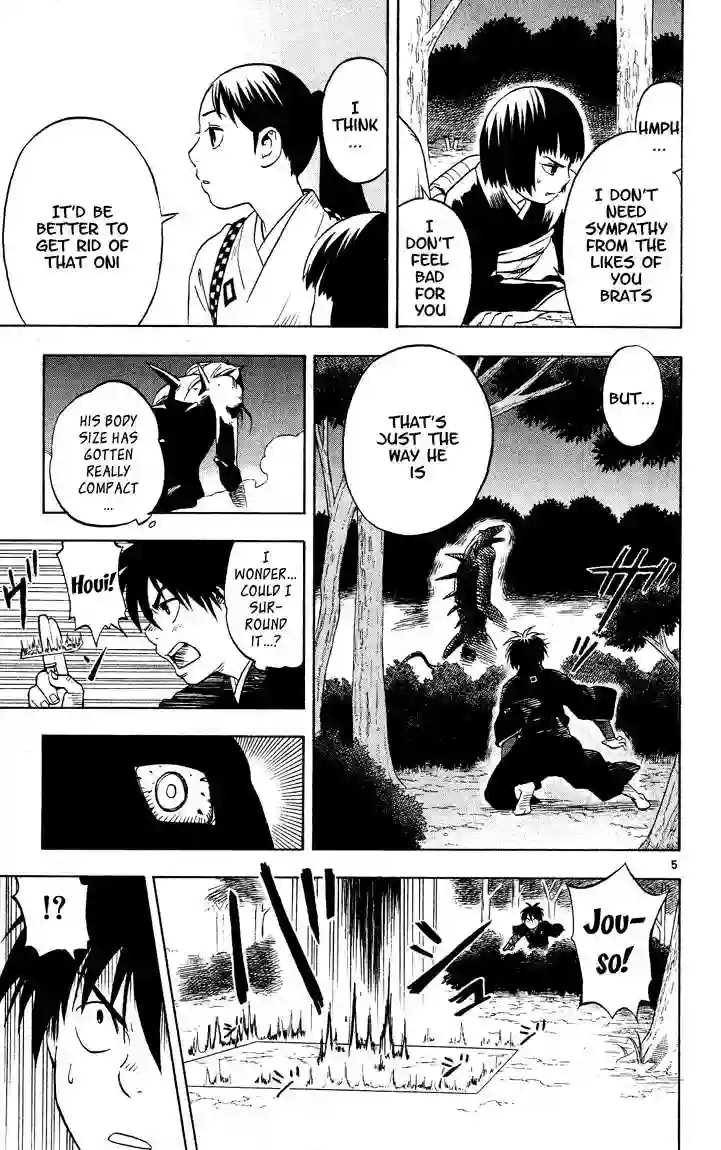 HMPH
...
I DON'T
NEED
SYMPATHY
FROM THE
LIKES OF
YOU
BRATS
I
DON'T
FEEL
BAD
FOR
YOU
I
THINK
...
IT'D BE
BETTER TO
GET RID OF
THAT ONI
BUT...
THAT'S
JUST THE
WAY HE
IS
HIS BODY
SIZE HAS
GOTTEN
REALLY
COMPACT
...
I
WONDER...
COULD I
SUR-
ROUND
IT...?
Houi!
5
Jou-
so!
!?